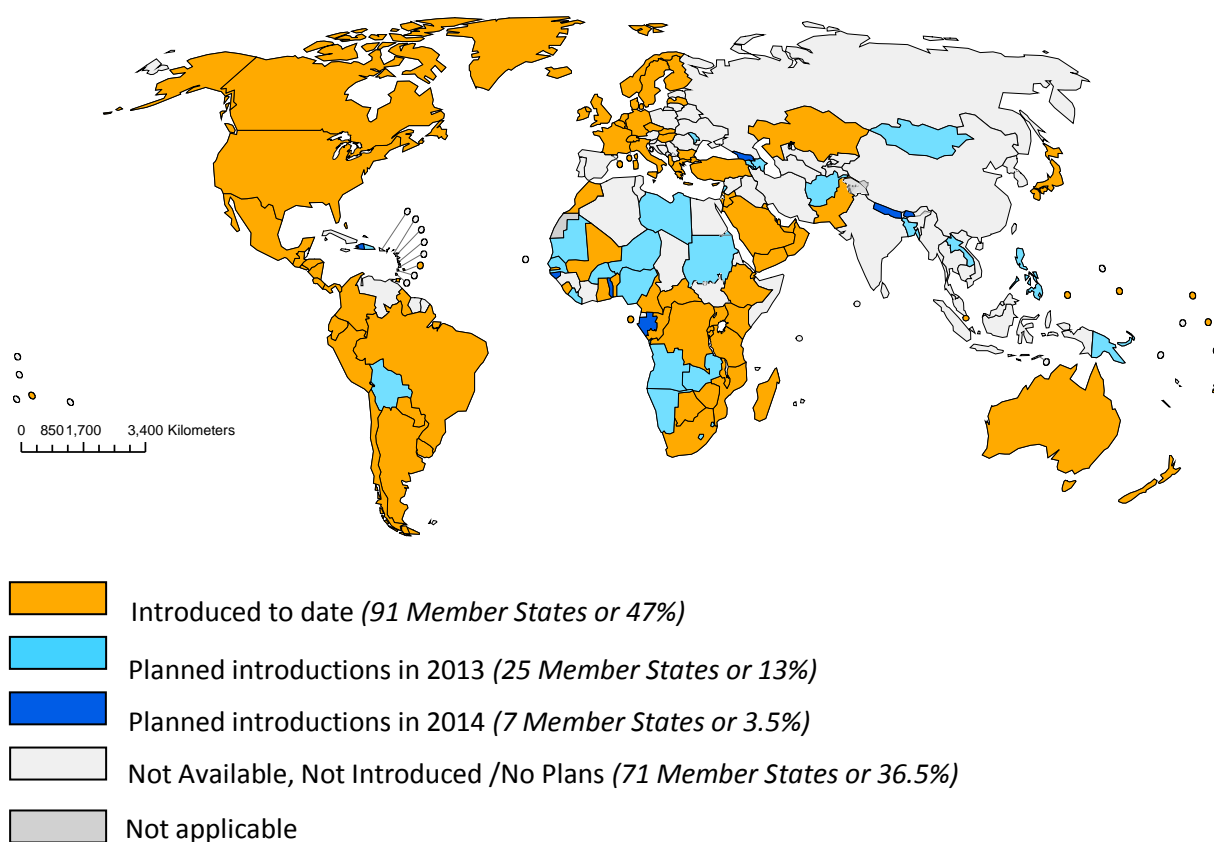 0 850 1,700 3,400 Kilometers
Introduced to date (91 Member States or 47%)
Planned introductions in 2013 (25 Member States or 13%)
Planned introductions in 2014 (7 Member States or 3.5%)
Not Available, Not Introduced /No Plans (71 Member States or 36.5%)
Not applicable